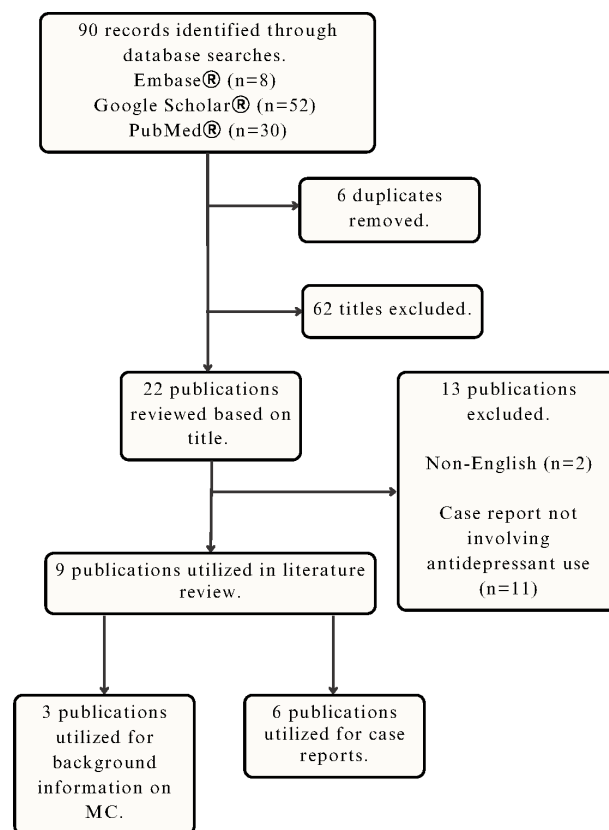 90 records identified through
database searches.
Embase® (n=8)
Google Scholar® (n=52)
PubMed® (n=30)
6 duplicates
removed.
62 titles excluded.
22 publications
reviewed based on
title.
13 publications
excluded.
Non-English (n=2)
Case report not
involving
antidepressant use
(n=11)
9 publications utilized in literature
review.
3 publications
utilized for
background
information on
MC.
6 publications
utilized for case
reports.